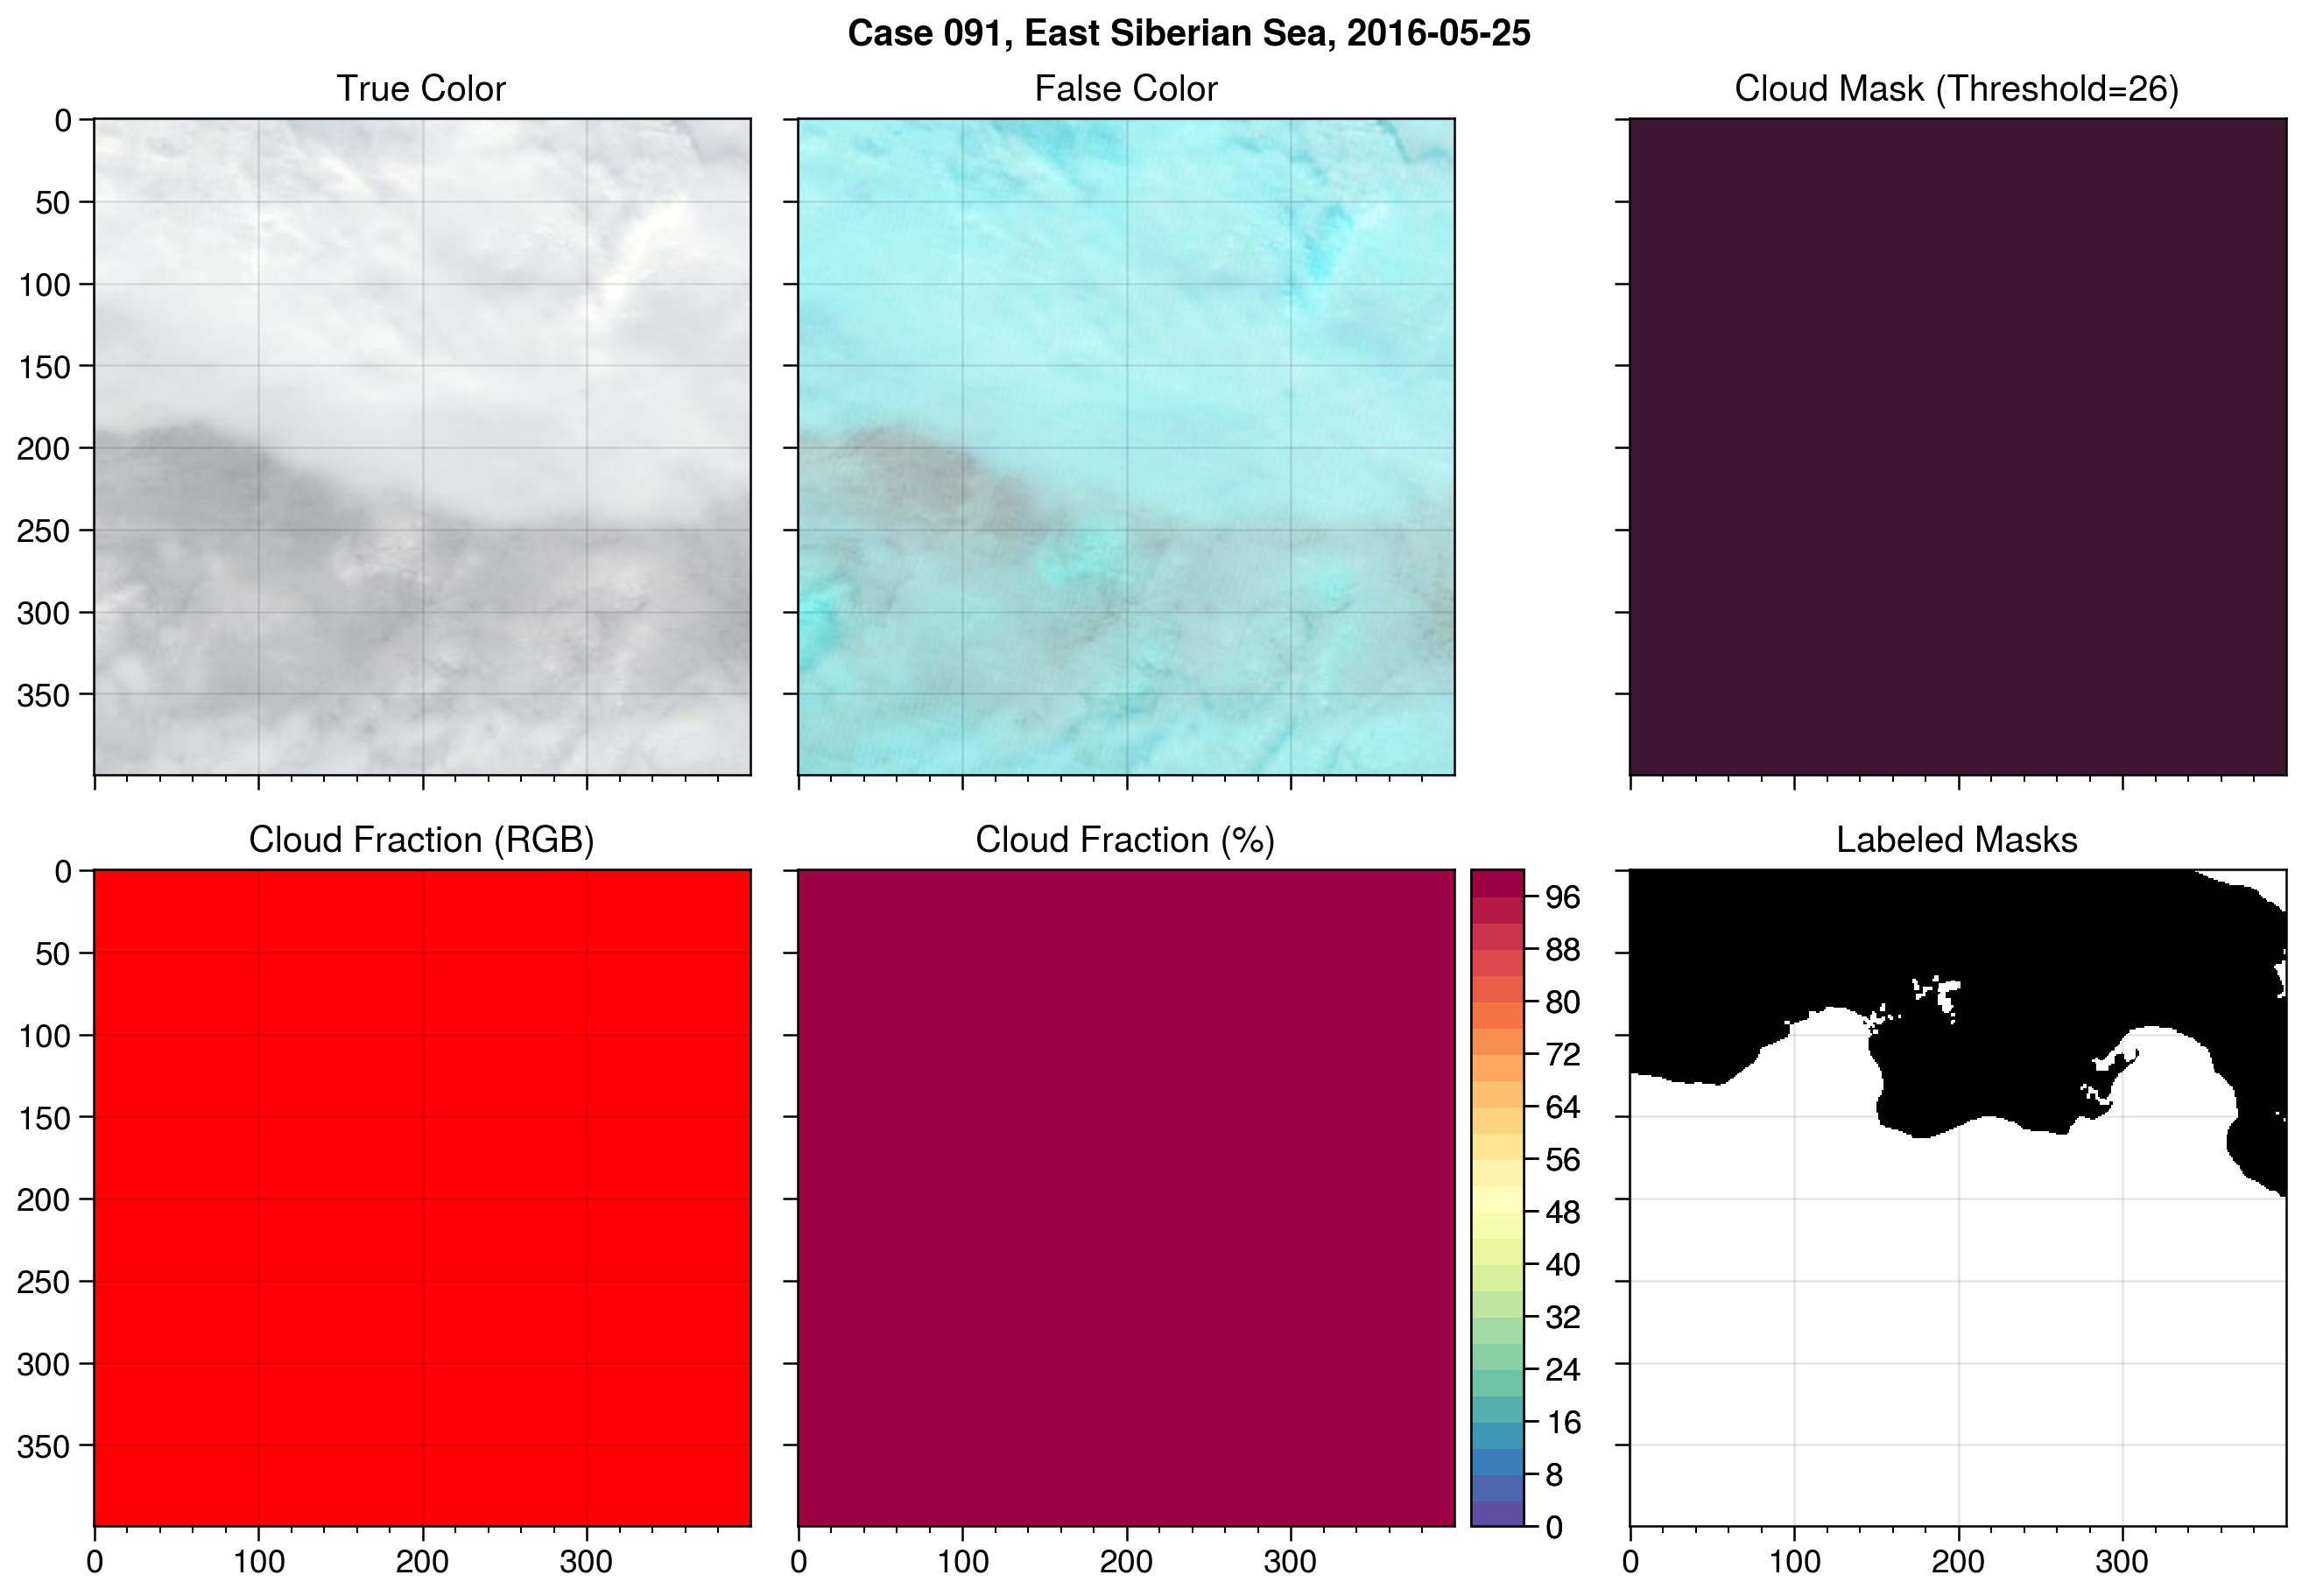 Case 091, East Siberian Sea, 2016-05-25
True Color
False Color
Cloud Mask (Threshold=26)
0
50
100
150
200
250
300
350
Cloud Fraction (RGB)
Cloud Fraction (%)
Labeled Masks
0
50
100
150
200
250
300
350
96
88
80
72
64
56
48
40
32
24
16
8
0
0 100 200 300
0 100 200 300
0 100 200 300